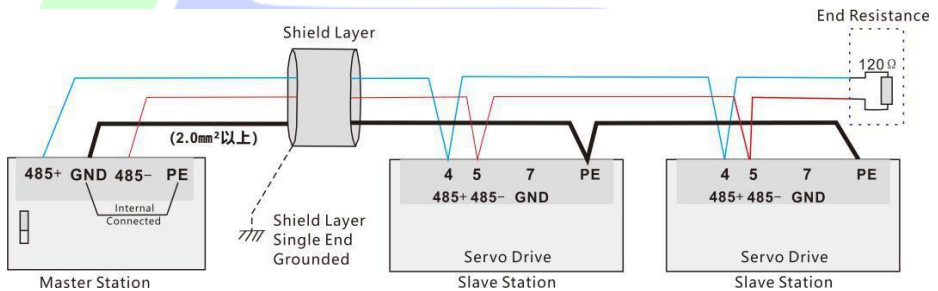 End Resistance
Shield Layer
120Ω
(2.0mm²以上)
485+ GND 485− PE
Internal
Connected
4 5 7 PE
485+ 485− GND
4 5 7 PE
485+ 485− GND
Shield Layer
Single End
Grounded
Servo Drive
Servo Drive
Master Station
Slave Station
Slave Station